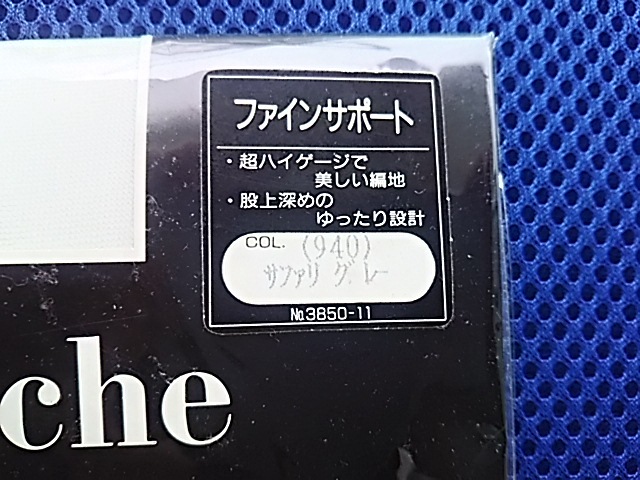 ファインサポート
・超ハイゲージで
美しい編地
・股上深めの
ゆったり設計
COL. (940)
サファリ グレー
№3850-11
che